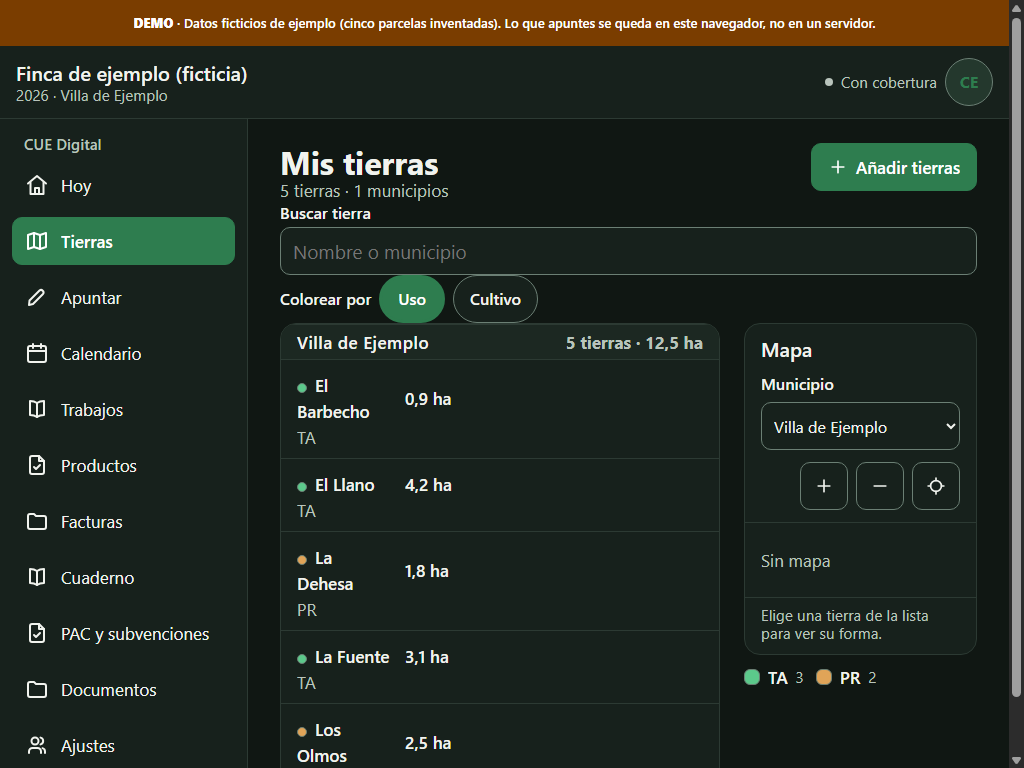 DEMO · Datos ficticios de ejemplo (cinco parcelas inventadas). Lo que apuntes se queda en este navegador, no en un servidor.
Finca de ejemplo (ficticia)
2026 · Villa de Ejemplo
Con cobertura
CE
CUE Digital
Hoy
Tierras
Apuntar
Calendario
Trabajos
Productos
Facturas
Cuaderno
PAC y subvenciones
Documentos
Ajustes
Mis tierras
5 tierras · 1 municipios
+ Añadir tierras
Buscar tierra
Nombre o municipio
Colorear por Uso Cultivo
Villa de Ejemplo 5 tierras · 12,5 ha
El
Barbecho
0,9 ha
TA
El Llano 4,2 ha
TA
La
Dehesa
1,8 ha
PR
La Fuente 3,1 ha
TA
Los
Olmos
2,5 ha
Mapa
Municipio
Villa de Ejemplo
+ −
Sin mapa
Elige una tierra de la lista
para ver su forma.
TA 3 PR 2